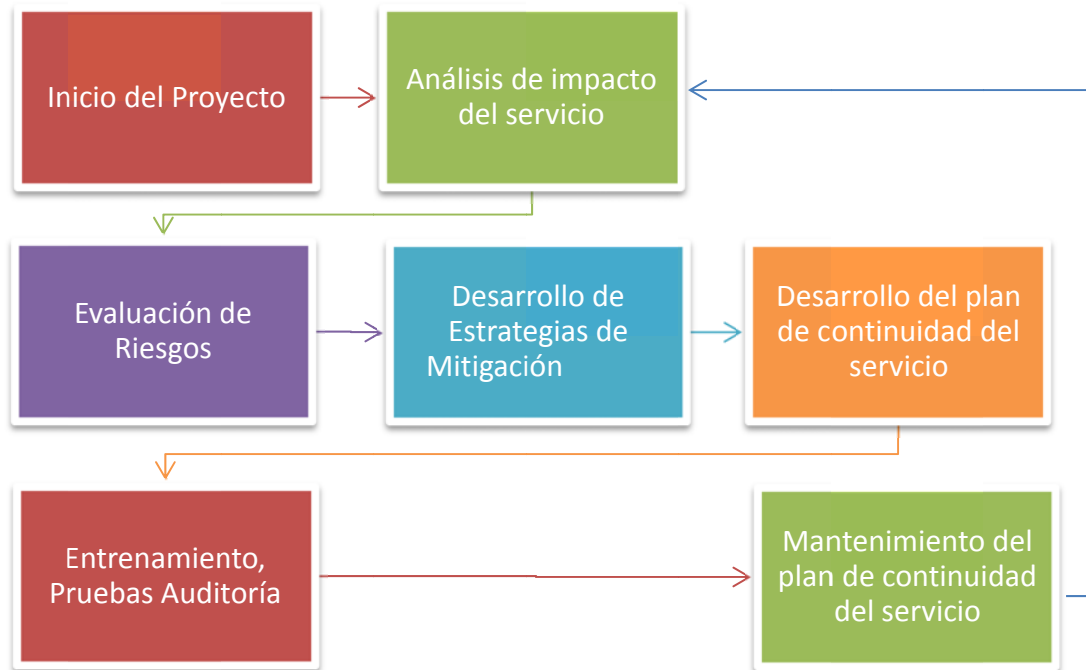 Inicio del Proyecto
Análisis de impacto
del servicio
Evaluación de
Riesgos
Desarrollo de
Estrategias de
Mitigación
Desarrollo del plan
de continuidad del
servicio
Entrenamiento,
Pruebas Auditoría
Mantenimiento del
plan de continuidad
del servicio